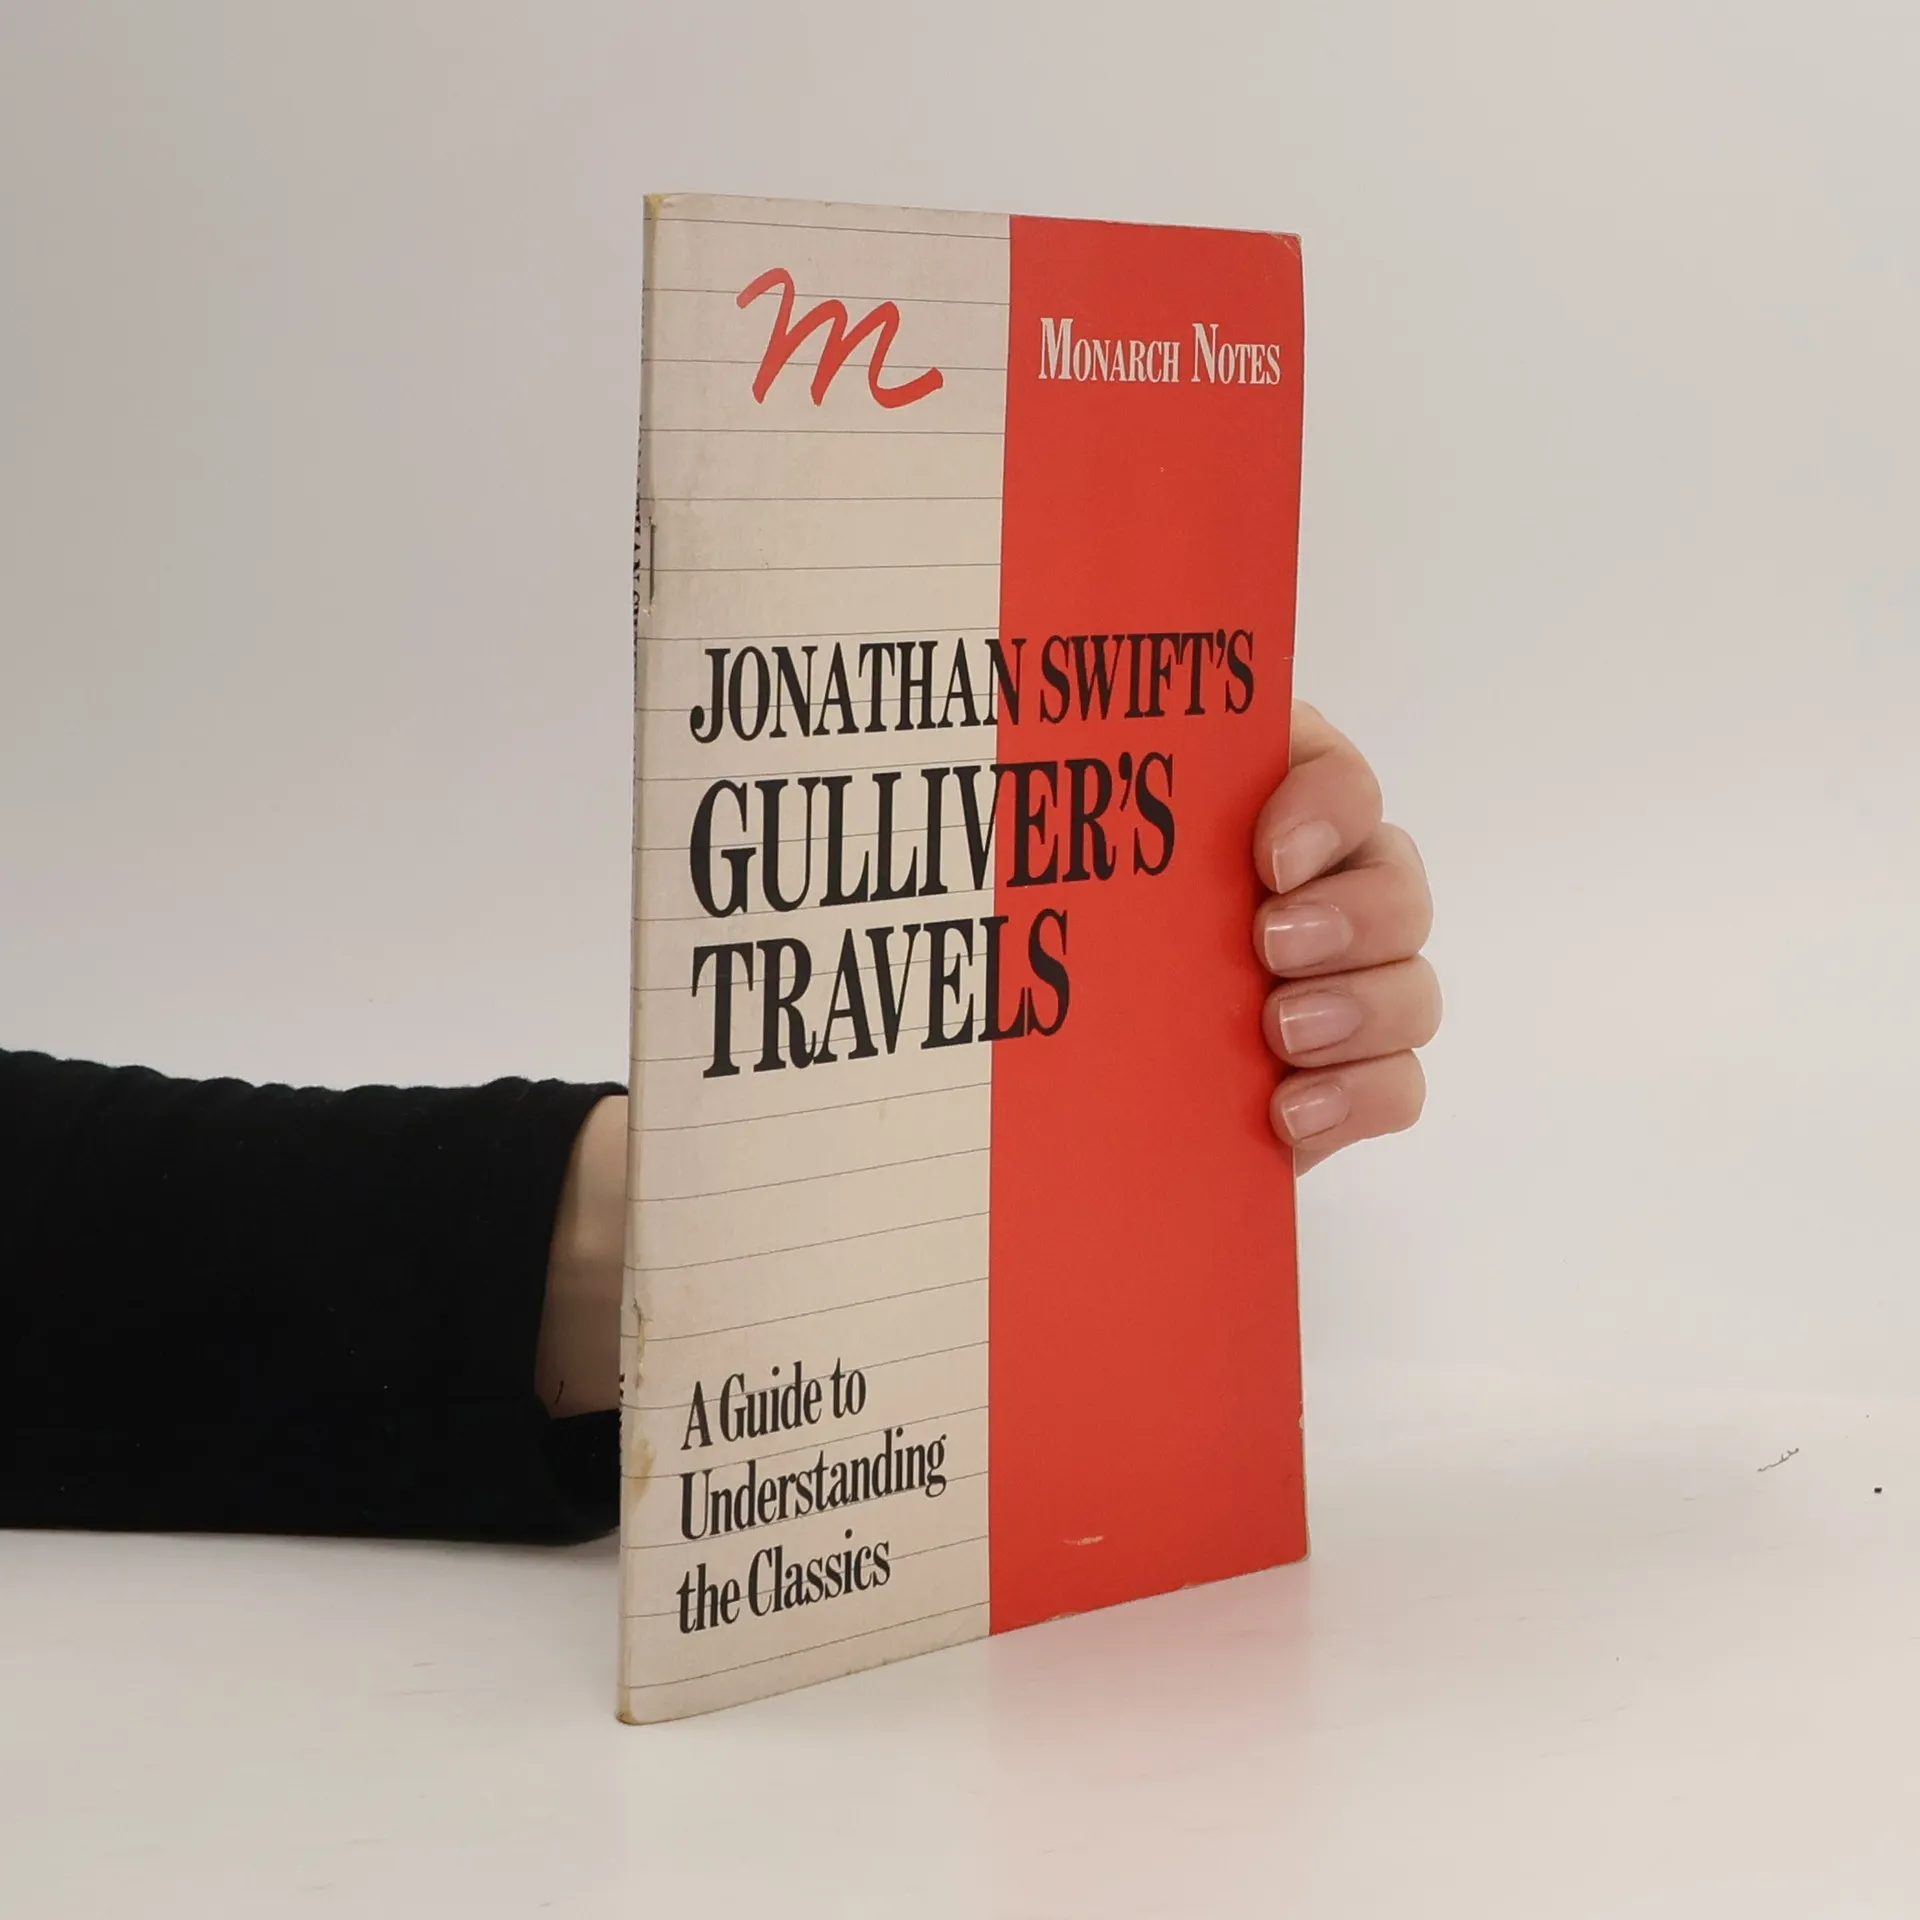 m
MONARCH NOTES
JONATHAN SWIFT'S
GULLIVER'S
TRAVELS
A Guide to
Understanding
the Classics